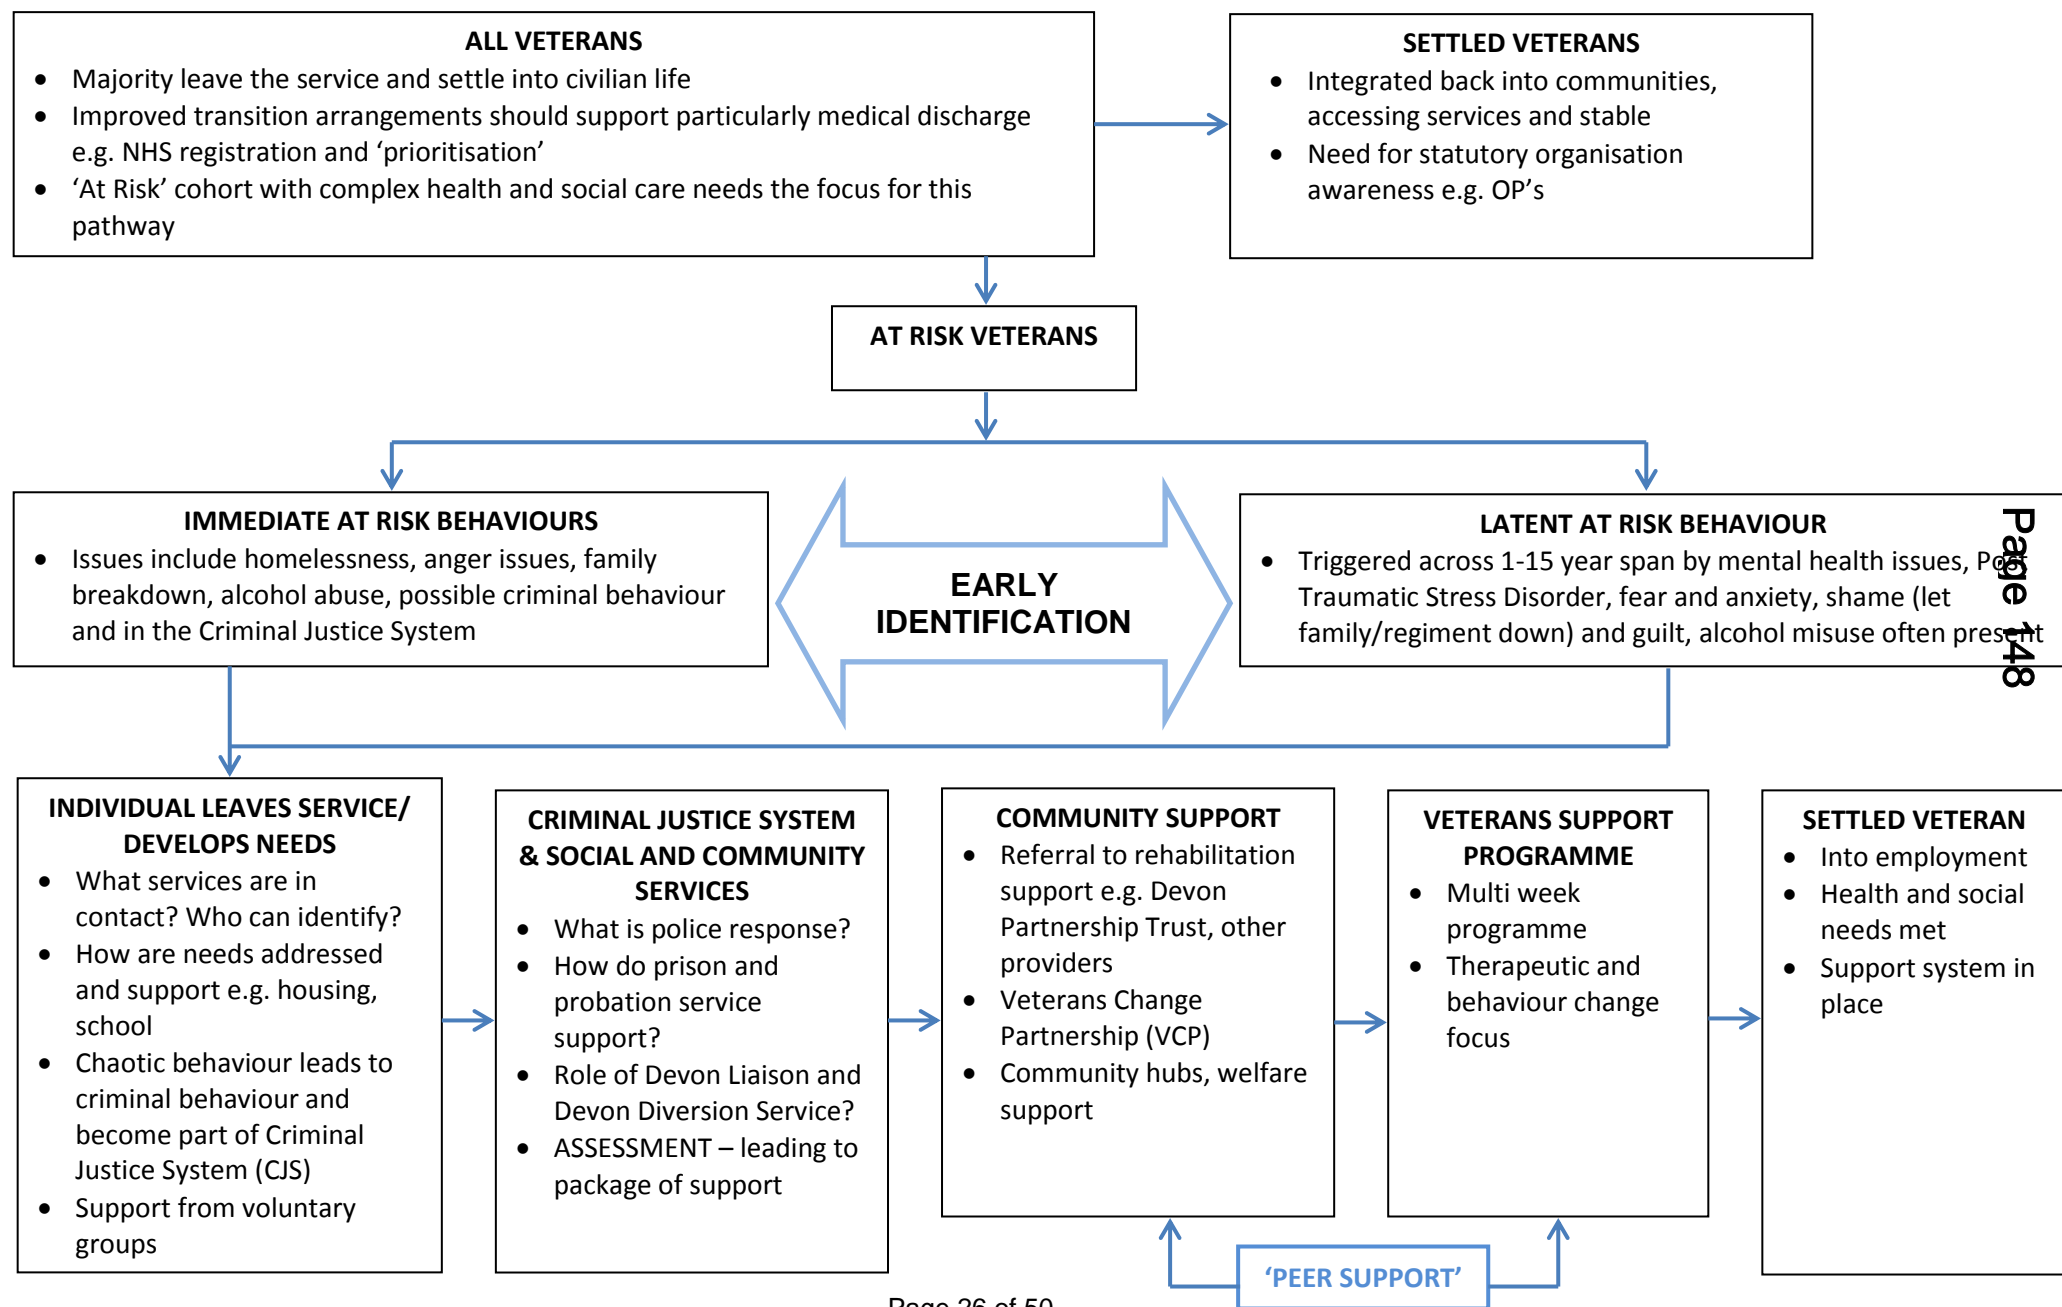 ALL VETERANS
• Majority leave the service and settle into civilian life
• Improved transition arrangements should support particularly medical discharge
e.g. NHS registration and ‘prioritisation’
• ‘At Risk’ cohort with complex health and social care needs the focus for this
pathway
SETTLED VETERANS
• Integrated back into communities,
accessing services and stable
• Need for statutory organisation
awareness e.g. OP’s
AT RISK VETERANS
IMMEDIATE AT RISK BEHAVIOURS
• Issues include homelessness, anger issues, family
breakdown, alcohol abuse, possible criminal behaviour
and in the Criminal Justice System
EARLY
IDENTIFICATION
LATENT AT RISK BEHAVIOUR
• Triggered across 1-15 year span by mental health issues, Post
Traumatic Stress Disorder, fear and anxiety, shame (let
family/regiment down) and guilt, alcohol misuse often present
Page 148
INDIVIDUAL LEAVES SERVICE/
DEVELOPS NEEDS
• What services are in
contact? Who can identify?
• How are needs addressed
and support e.g. housing,
school
• Chaotic behaviour leads to
criminal behaviour and
become part of Criminal
Justice System (CJS)
• Support from voluntary
groups
CRIMINAL JUSTICE SYSTEM
& SOCIAL AND COMMUNITY
SERVICES
• What is police response?
• How do prison and
probation service
support?
• Role of Devon Liaison and
Devon Diversion Service?
• ASSESSMENT – leading to
package of support
COMMUNITY SUPPORT
• Referral to rehabilitation
support e.g. Devon
Partnership Trust, other
providers
• Veterans Change
Partnership (VCP)
• Community hubs, welfare
support
VETERANS SUPPORT
PROGRAMME
• Multi week
programme
• Therapeutic and
behaviour change
focus
SETTLED VETERAN
• Into employment
• Health and social
needs met
• Support system in
place
‘PEER SUPPORT’
Page 26 of 50